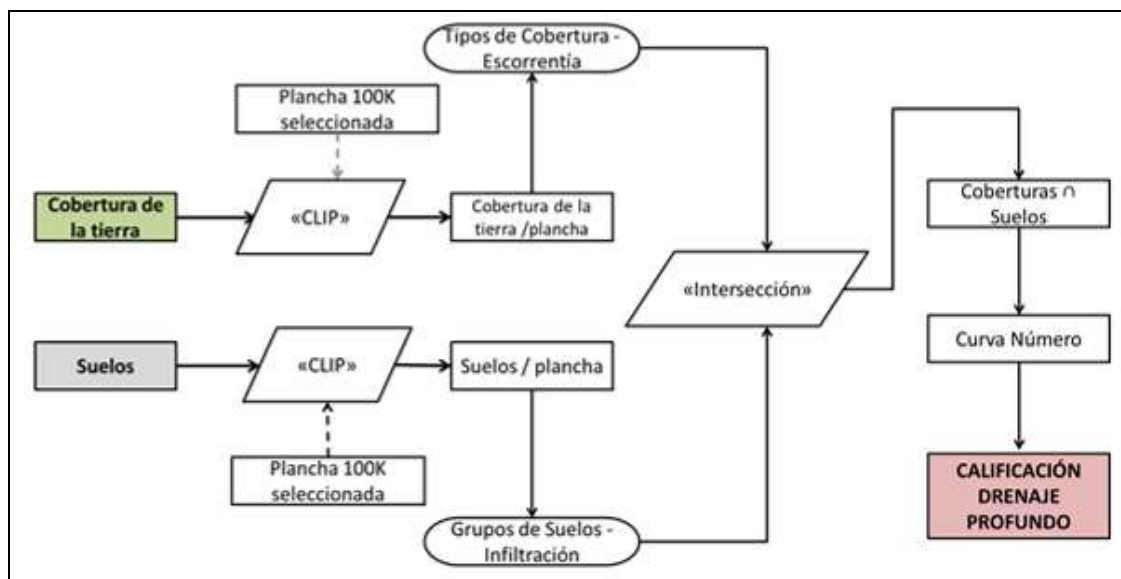 Tipos de Cobertura -
Escorrentía
Plancha 100K
seleccionada
Cobertura de
la tierra
«CLIP»
Cobertura de la
tierra /plancha
Coberturas ∩
Suelos
«Intersección»
Suelos
«CLIP»
Suelos / plancha
Curva Número
Plancha 100K
seleccionada
Grupos de Suelos -
Infiltración
CALIFICACIÓN
DRENAJE
PROFUNDO